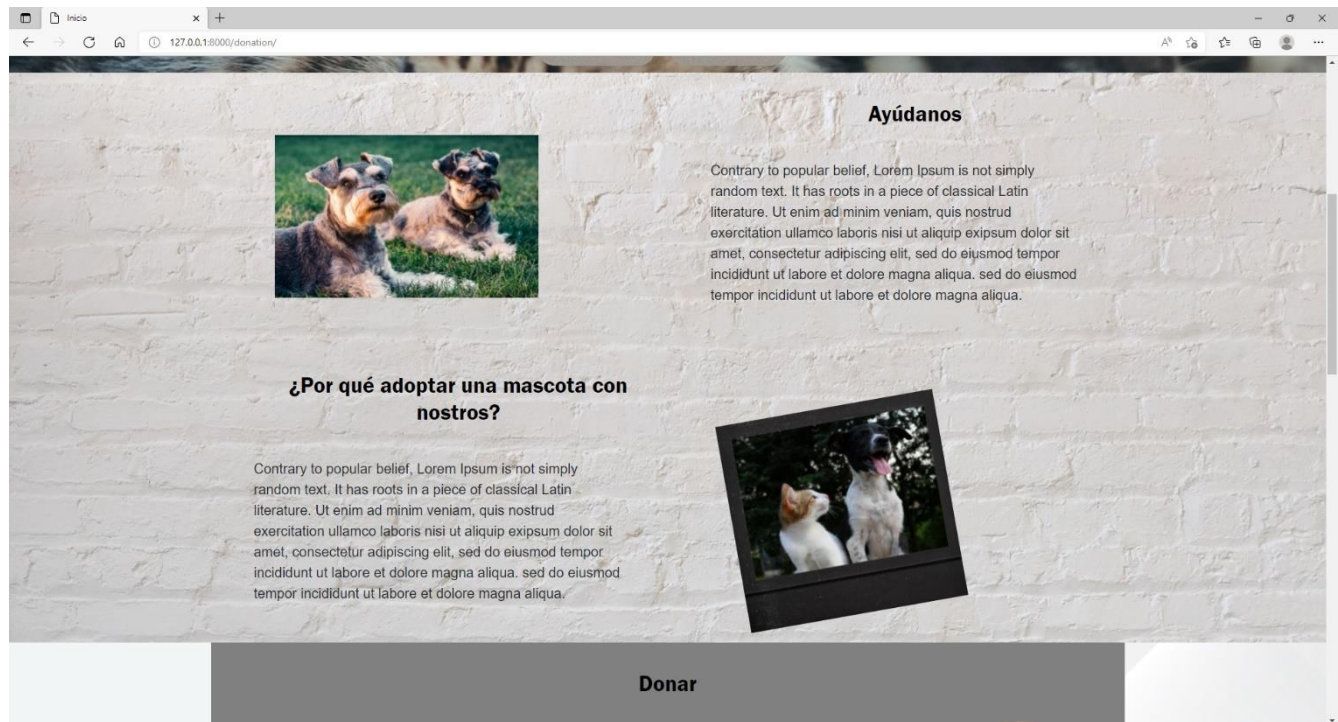 Inicio
127.0.0.1:8000/donation/
Ayúdanos
Contrary to popular belief, Lorem Ipsum is not simply
random text. It has roots in a piece of classical Latin
literature. Ut enim ad minim veniam, quis nostrud
exercitation ullamco laboris nisi ut aliquip exipsum dolor sit
amet, consectetur adipiscing elit, sed do eiusmod tempor
incididunt ut labore et dolore magna aliqua. sed do eiusmod
tempor incididunt ut labore et dolore magna aliqua.
¿Por qué adoptar una mascota con
nostros?
Contrary to popular belief, Lorem Ipsum is not simply
random text. It has roots in a piece of classical Latin
literature. Ut enim ad minim veniam, quis nostrud
exercitation ullamco laboris nisi ut aliquip exipsum dolor sit
amet, consectetur adipiscing elit, sed do eiusmod tempor
incididunt ut labore et dolore magna aliqua. sed do eiusmod
tempor incididunt ut labore et dolore magna aliqua.
Donar